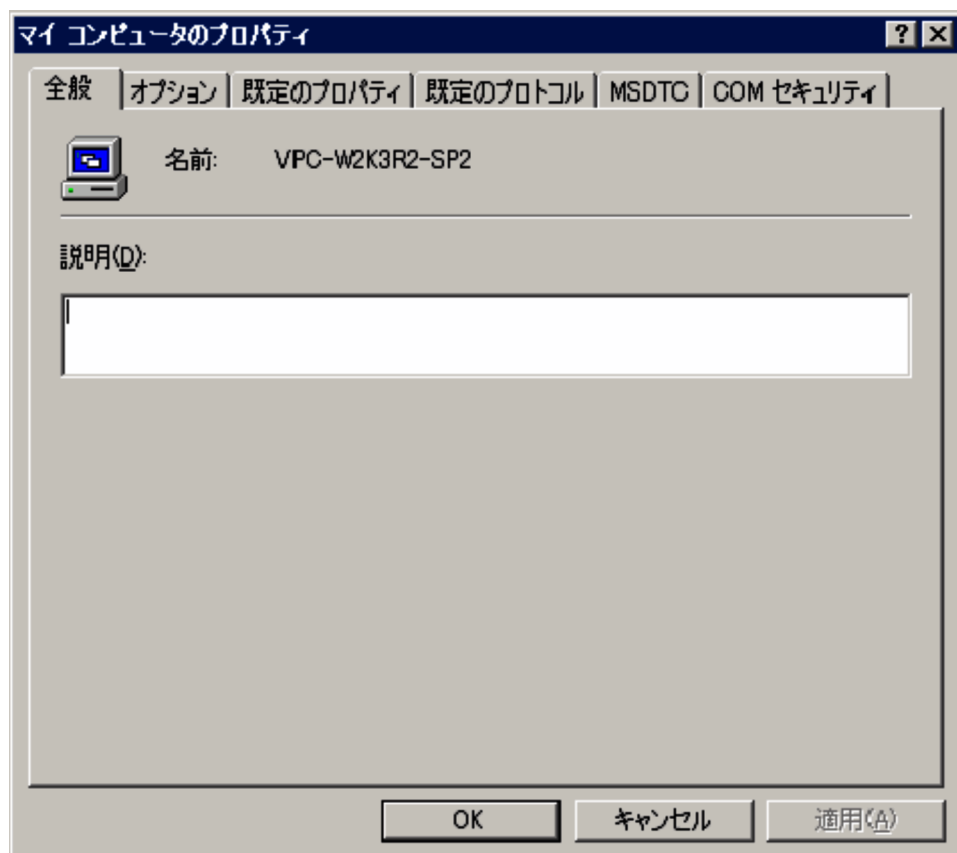 マイ コンピュータのプロパティ
全般 オプション 既定のプロパティ 既定のプロトコル MSDTC COM セキュリティ
名前: VPC-W2K3R2-SP2
説明(D):
OK キャンセル 適用(A)